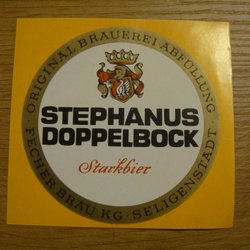 ORIGINAL BRAUEREI ABFÜLLUNG
STEPHANUS
DOPPELBOCK
Starkbier
FECHER BRÄU KG · SELIGENSTADT